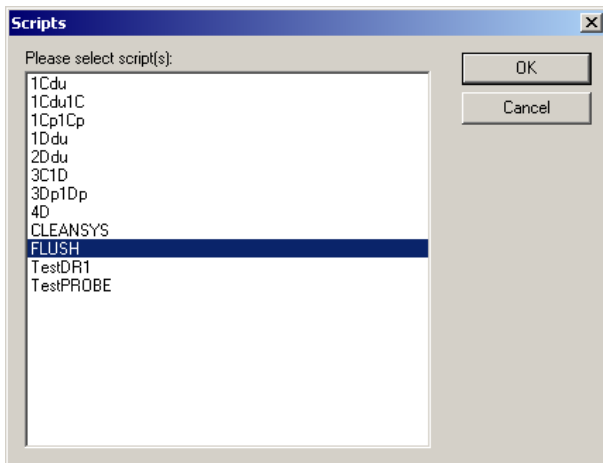 Scripts
Please select script(s):
OK
Cancel
1Cdu
1Cdu1C
1Cp1Cp
1Ddu
2Ddu
3C1D
3Dp1Dp
4D
CLEANSYS
FLUSH
TestDR1
TestPROBE